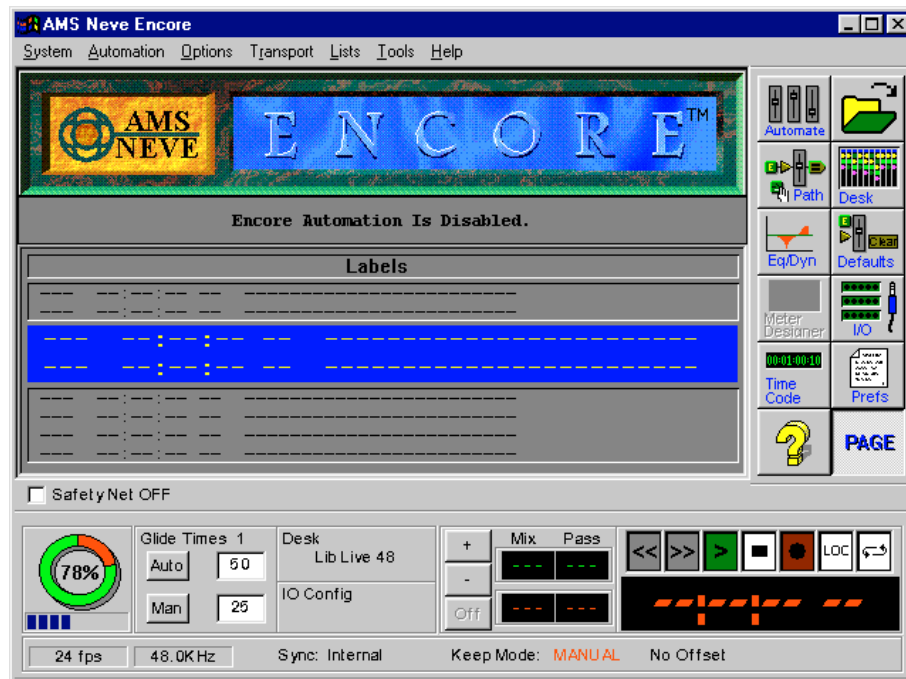 AMS Neve Encore
System Automation Options Transport Lists Tools Help
AMS
NEVE
ENCORE™
Encore Automation Is Disabled.
Labels
--- --:--:-- -- ------------------------
--- --:--:-- -- ------------------------
--- --:--:-- -- ------------------------
--- --:--:-- -- ------------------------
--- --:--:-- -- ------------------------
--- --:--:-- -- ------------------------
--- --:--:-- -- ------------------------
--- --:--:-- -- ------------------------
Automate
Path
Desk
Eq/Dyn
Clear
Defaults
Meter
Designer
I/O
00:01:00:10
Time
Code
Prefs
?
PAGE
SafetyNet OFF
78%
Glide Times 1
Auto 50
Man 25
Desk
Lib Live 48
IO Config
+
-
Off
Mix Pass
--- ---
--- ---
<< >> > LOC
--:--:-- --
24 fps 48.0KHz Sync: Internal Keep Mode: MANUAL No Offset